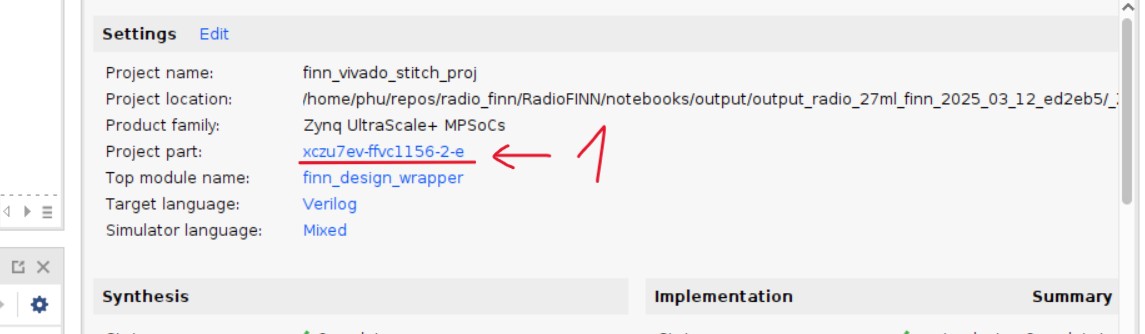 Settings Edit
Project name: finn_vivado_stitch_proj
Project location: /home/phu/repos/radio_finn/RadioFINN/notebooks/output/output_radio_27ml_finn_2025_03_12_ed2eb5/_
Product family: Zynq UltraScale+ MPSoCs
Project part: xczu7ev-ffvc1156-2-e
1
Top module name: finn_design_wrapper
Target language: Verilog
Simulator language: Mixed
Synthesis
Implementation Summary